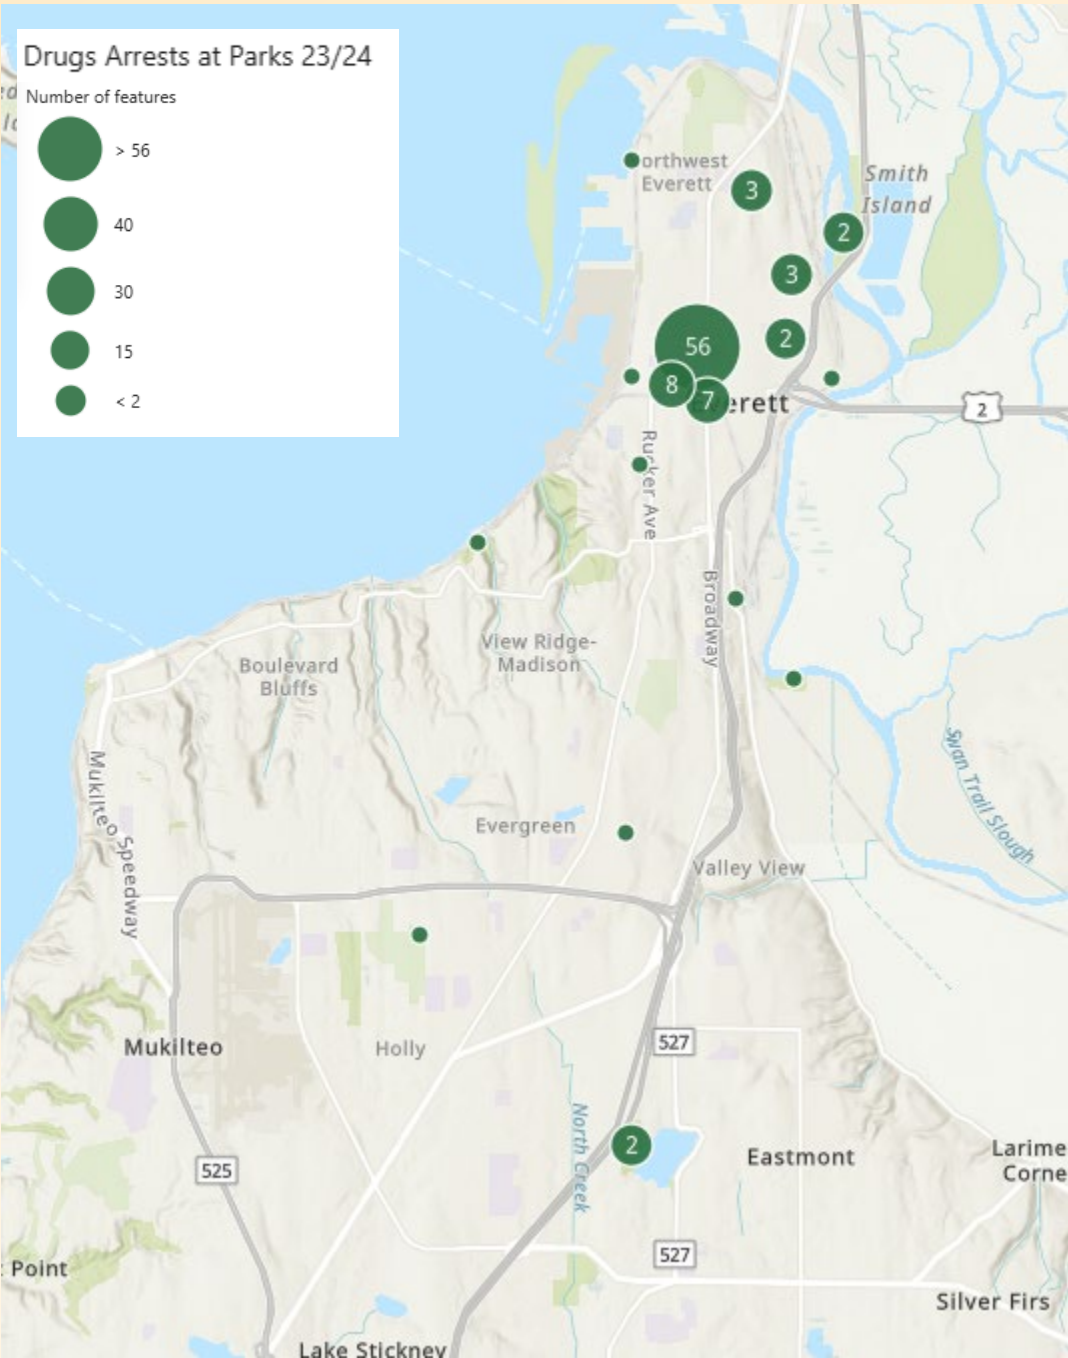 Drugs Arrests at Parks 23/24
Number of features
> 56
40
30
15
< 2
orthwest
Everett
3
Smith
Island
2
3
56
2
8
7
erett
2
Rucker Ave
Broadway
View Ridge-
Madison
Boulevard
Bluffs
Mukilteo Speedway
Swan Trail Slough
Evergreen
Valley View
Mukilteo
Holly
527
North Creek
2
Eastmont
Larime
Corne
525
527
Point
Silver Firs
Lake Stickney